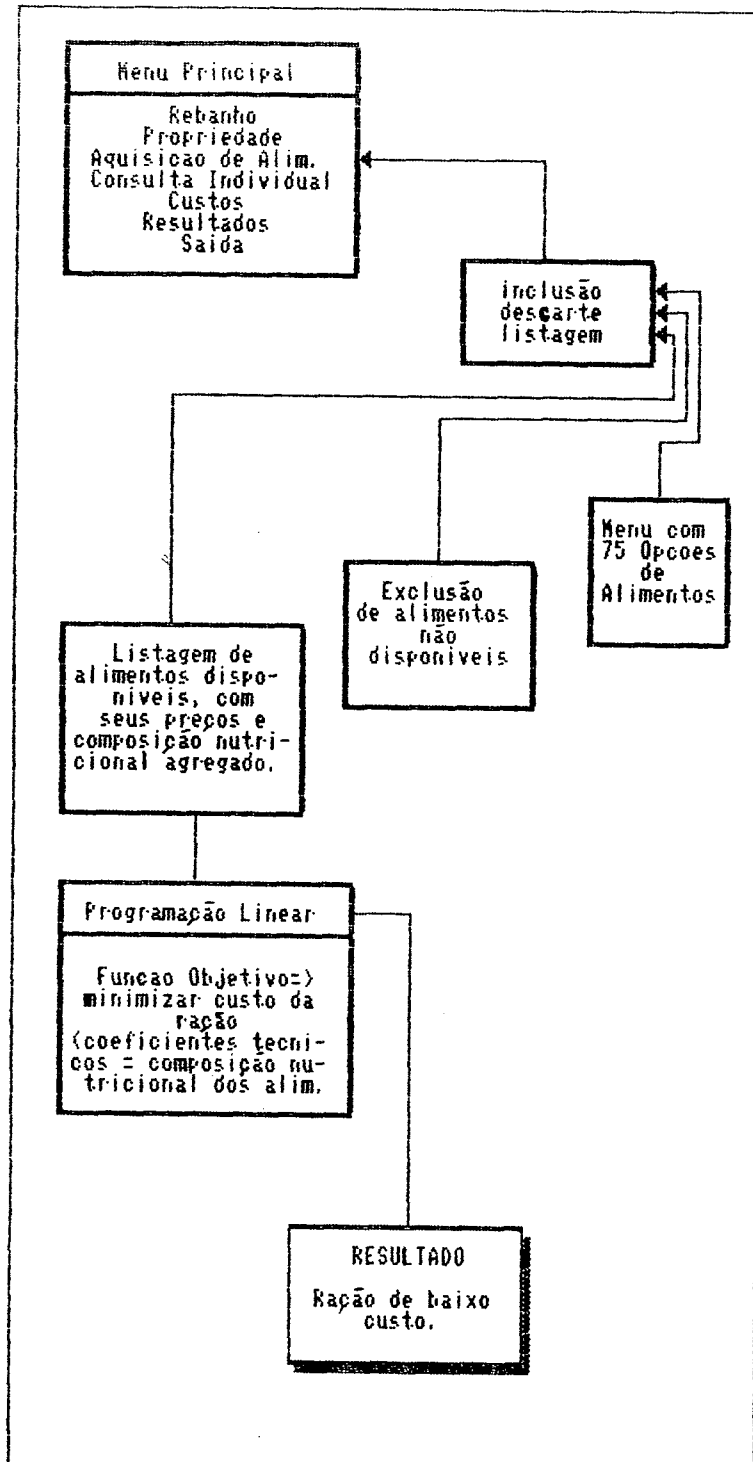 Menu Principal
Rebanho
Propriedade
Aquisicao de Alim.
Consulta Individual
Custos
Resultados
Saida
inclusão
descarte
listagem
Menu com
75 Opcoes
de
Alimentos
Exclusão
de alimentos
não
disponiveis
Listagem de
alimentos dispo-
niveis, com
seus preços e
composição nutri-
cional agregado.
Programação Linear
Funcao Objetivo=>
minimizar custo da
ração
(coeficientes tecni-
cos = composição nu-
tricional dos alim.
RESULTADO
Ração de baixo
custo.